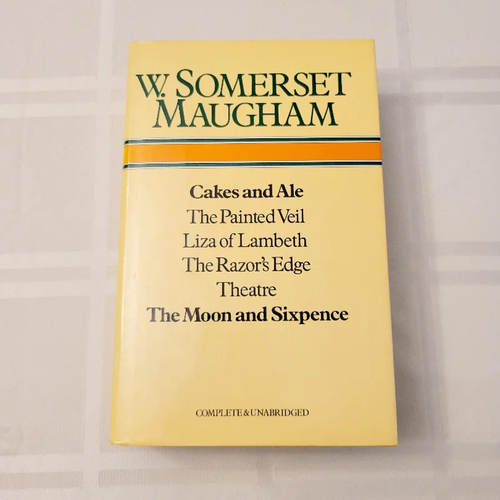 W. SOMERSET
MAUGHAM
Cakes and Ale
The Painted Veil
Liza of Lambeth
The Razor's Edge
Theatre
The Moon and Sixpence
COMPLETE & UNABRIDGED